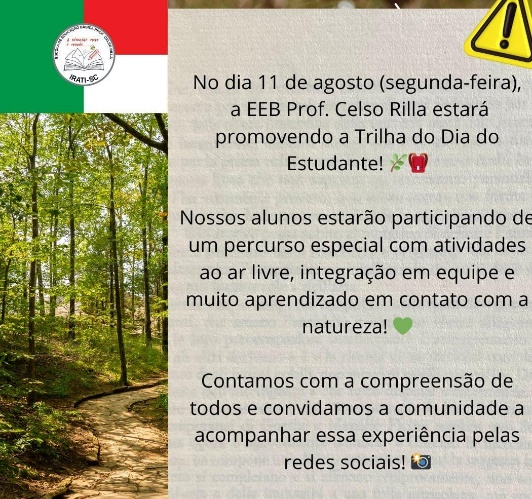 IRATI-SC
No dia 11 de agosto (segunda-feira),
a EEB Prof. Celso Rilla estará
promovendo a Trilha do Dia do
Estudante! 🌿🎒
Nossos alunos estarão participando de
um percurso especial com atividades
ao ar livre, integração em equipe e
muito aprendizado em contato com a
natureza! 💚
Contamos com a compreensão de
todos e convidamos a comunidade a
acompanhar essa experiência pelas
redes sociais! 📸